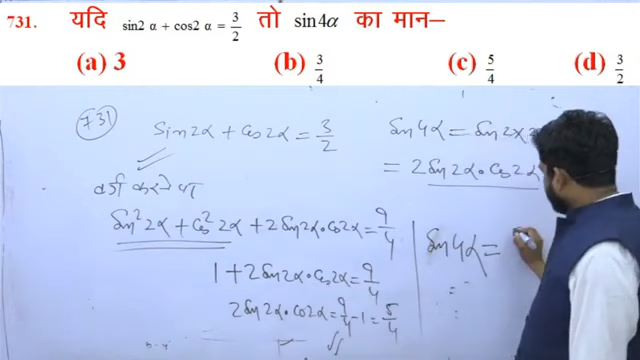 731. यदि sin2 α + cos2 α = 3/2 तो sin4α का मान–
(a) 3 (b) 3/4 (c) 5/4 (d) 3/2
731
Sin2α + Cos2α = 3/2
वर्ग करने पर
Sin²2α + Cos²2α + 2Sin2α·Cos2α = 9/4
1 + 2Sin2α·Cos2α = 9/4
2Sin2α·Cos2α = 9/4 - 1 = 5/4
Sin4α = Sin2×2
= 2Sin2α·Cos2α
Sin4α =